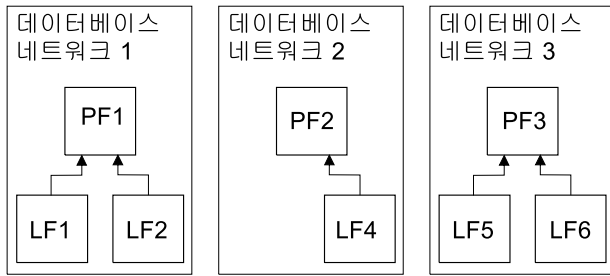 데이터베이스
네트워크 1
PF1
LF1
LF2
데이터베이스
네트워크 2
PF2
LF4
데이터베이스
네트워크 3
PF3
LF5
LF6